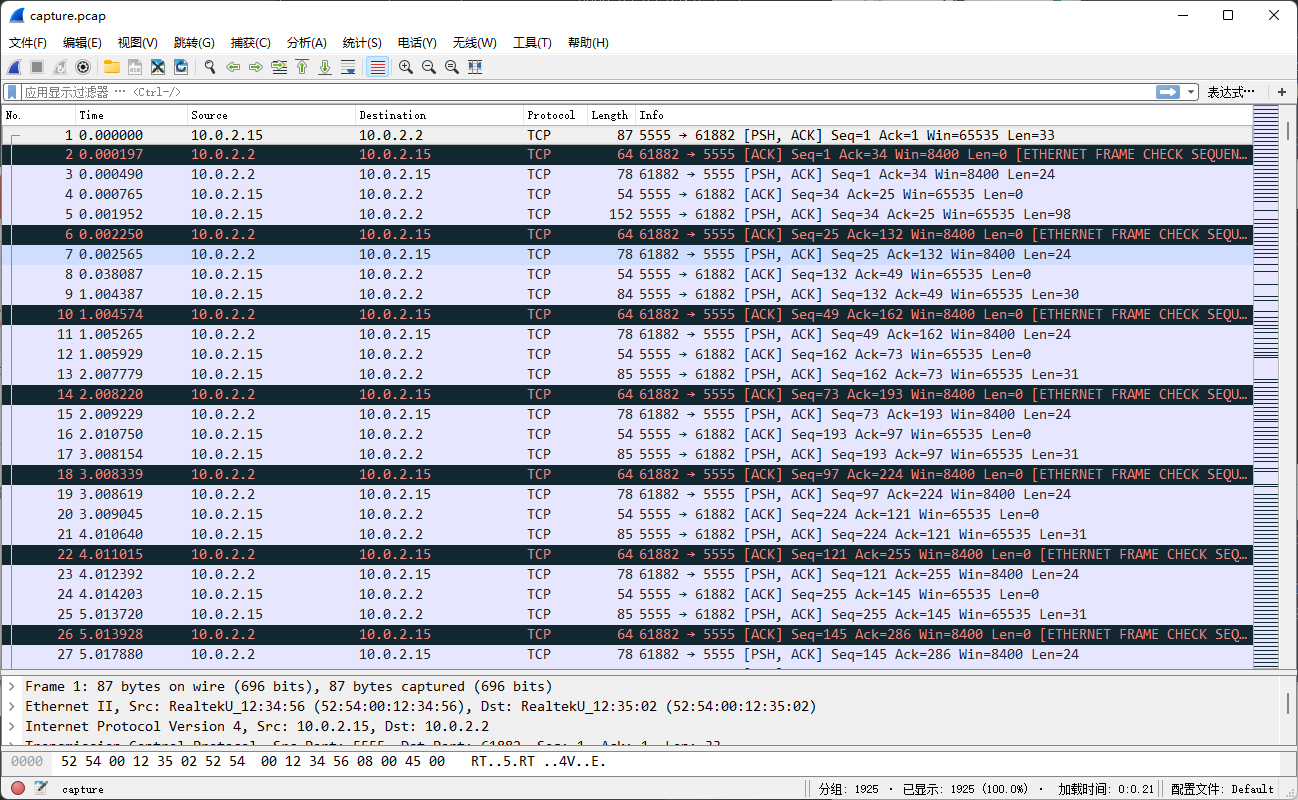 capture.pcap
文件(F) 编辑(E) 视图(V) 跳转(G) 捕获(C) 分析(A) 统计(S) 电话(Y) 无线(W) 工具(T) 帮助(H)
应用显示过滤器 … <Ctrl-/> 表达式… +
No. Time Source Destination Protocol Length Info
1 0.000000 10.0.2.15 10.0.2.2 TCP 87 5555 → 61882 [PSH, ACK] Seq=1 Ack=1 Win=65535 Len=33
2 0.000197 10.0.2.2 10.0.2.15 TCP 64 61882 → 5555 [ACK] Seq=1 Ack=34 Win=8400 Len=0 [ETHERNET FRAME CHECK SEQUEN…
3 0.000490 10.0.2.2 10.0.2.15 TCP 78 61882 → 5555 [PSH, ACK] Seq=1 Ack=34 Win=8400 Len=24
4 0.000765 10.0.2.15 10.0.2.2 TCP 54 5555 → 61882 [ACK] Seq=34 Ack=25 Win=65535 Len=0
5 0.001952 10.0.2.15 10.0.2.2 TCP 152 5555 → 61882 [PSH, ACK] Seq=34 Ack=25 Win=65535 Len=98
6 0.002250 10.0.2.2 10.0.2.15 TCP 64 61882 → 5555 [ACK] Seq=25 Ack=132 Win=8400 Len=0 [ETHERNET FRAME CHECK SEQU…
7 0.002565 10.0.2.2 10.0.2.15 TCP 78 61882 → 5555 [PSH, ACK] Seq=25 Ack=132 Win=8400 Len=24
8 0.038087 10.0.2.15 10.0.2.2 TCP 54 5555 → 61882 [ACK] Seq=132 Ack=49 Win=65535 Len=0
9 1.004387 10.0.2.15 10.0.2.2 TCP 84 5555 → 61882 [PSH, ACK] Seq=132 Ack=49 Win=65535 Len=30
10 1.004574 10.0.2.2 10.0.2.15 TCP 64 61882 → 5555 [ACK] Seq=49 Ack=162 Win=8400 Len=0 [ETHERNET FRAME CHECK SEQU…
11 1.005265 10.0.2.2 10.0.2.15 TCP 78 61882 → 5555 [PSH, ACK] Seq=49 Ack=162 Win=8400 Len=24
12 1.005929 10.0.2.15 10.0.2.2 TCP 54 5555 → 61882 [ACK] Seq=162 Ack=73 Win=65535 Len=0
13 2.007779 10.0.2.15 10.0.2.2 TCP 85 5555 → 61882 [PSH, ACK] Seq=162 Ack=73 Win=65535 Len=31
14 2.008220 10.0.2.2 10.0.2.15 TCP 64 61882 → 5555 [ACK] Seq=73 Ack=193 Win=8400 Len=0 [ETHERNET FRAME CHECK SEQU…
15 2.009229 10.0.2.2 10.0.2.15 TCP 78 61882 → 5555 [PSH, ACK] Seq=73 Ack=193 Win=8400 Len=24
16 2.010750 10.0.2.15 10.0.2.2 TCP 54 5555 → 61882 [ACK] Seq=193 Ack=97 Win=65535 Len=0
17 3.008154 10.0.2.15 10.0.2.2 TCP 85 5555 → 61882 [PSH, ACK] Seq=193 Ack=97 Win=65535 Len=31
18 3.008339 10.0.2.2 10.0.2.15 TCP 64 61882 → 5555 [ACK] Seq=97 Ack=224 Win=8400 Len=0 [ETHERNET FRAME CHECK SEQU…
19 3.008619 10.0.2.2 10.0.2.15 TCP 78 61882 → 5555 [PSH, ACK] Seq=97 Ack=224 Win=8400 Len=24
20 3.009045 10.0.2.15 10.0.2.2 TCP 54 5555 → 61882 [ACK] Seq=224 Ack=121 Win=65535 Len=0
21 4.010640 10.0.2.15 10.0.2.2 TCP 85 5555 → 61882 [PSH, ACK] Seq=224 Ack=121 Win=65535 Len=31
22 4.011015 10.0.2.2 10.0.2.15 TCP 64 61882 → 5555 [ACK] Seq=121 Ack=255 Win=8400 Len=0 [ETHERNET FRAME CHECK SEQ…
23 4.012392 10.0.2.2 10.0.2.15 TCP 78 61882 → 5555 [PSH, ACK] Seq=121 Ack=255 Win=8400 Len=24
24 4.014203 10.0.2.15 10.0.2.2 TCP 54 5555 → 61882 [ACK] Seq=255 Ack=145 Win=65535 Len=0
25 5.013720 10.0.2.15 10.0.2.2 TCP 85 5555 → 61882 [PSH, ACK] Seq=255 Ack=145 Win=65535 Len=31
26 5.013928 10.0.2.2 10.0.2.15 TCP 64 61882 → 5555 [ACK] Seq=145 Ack=286 Win=8400 Len=0 [ETHERNET FRAME CHECK SEQ…
27 5.017880 10.0.2.2 10.0.2.15 TCP 78 61882 → 5555 [PSH, ACK] Seq=145 Ack=286 Win=8400 Len=24
Frame 1: 87 bytes on wire (696 bits), 87 bytes captured (696 bits)
Ethernet II, Src: RealtekU_12:34:56 (52:54:00:12:34:56), Dst: RealtekU_12:35:02 (52:54:00:12:35:02)
Internet Protocol Version 4, Src: 10.0.2.15, Dst: 10.0.2.2
Transmission Control Protocol, Src Port: 5555, Dst Port: 61882, Seq: 1, Ack: 1, Len: 33
0000 52 54 00 12 35 02 52 54 00 12 34 56 08 00 45 00 RT..5.RT ..4V..E.
capture 分组: 1925 · 已显示: 1925 (100.0%) · 加载时间: 0:0.21 配置文件: Default